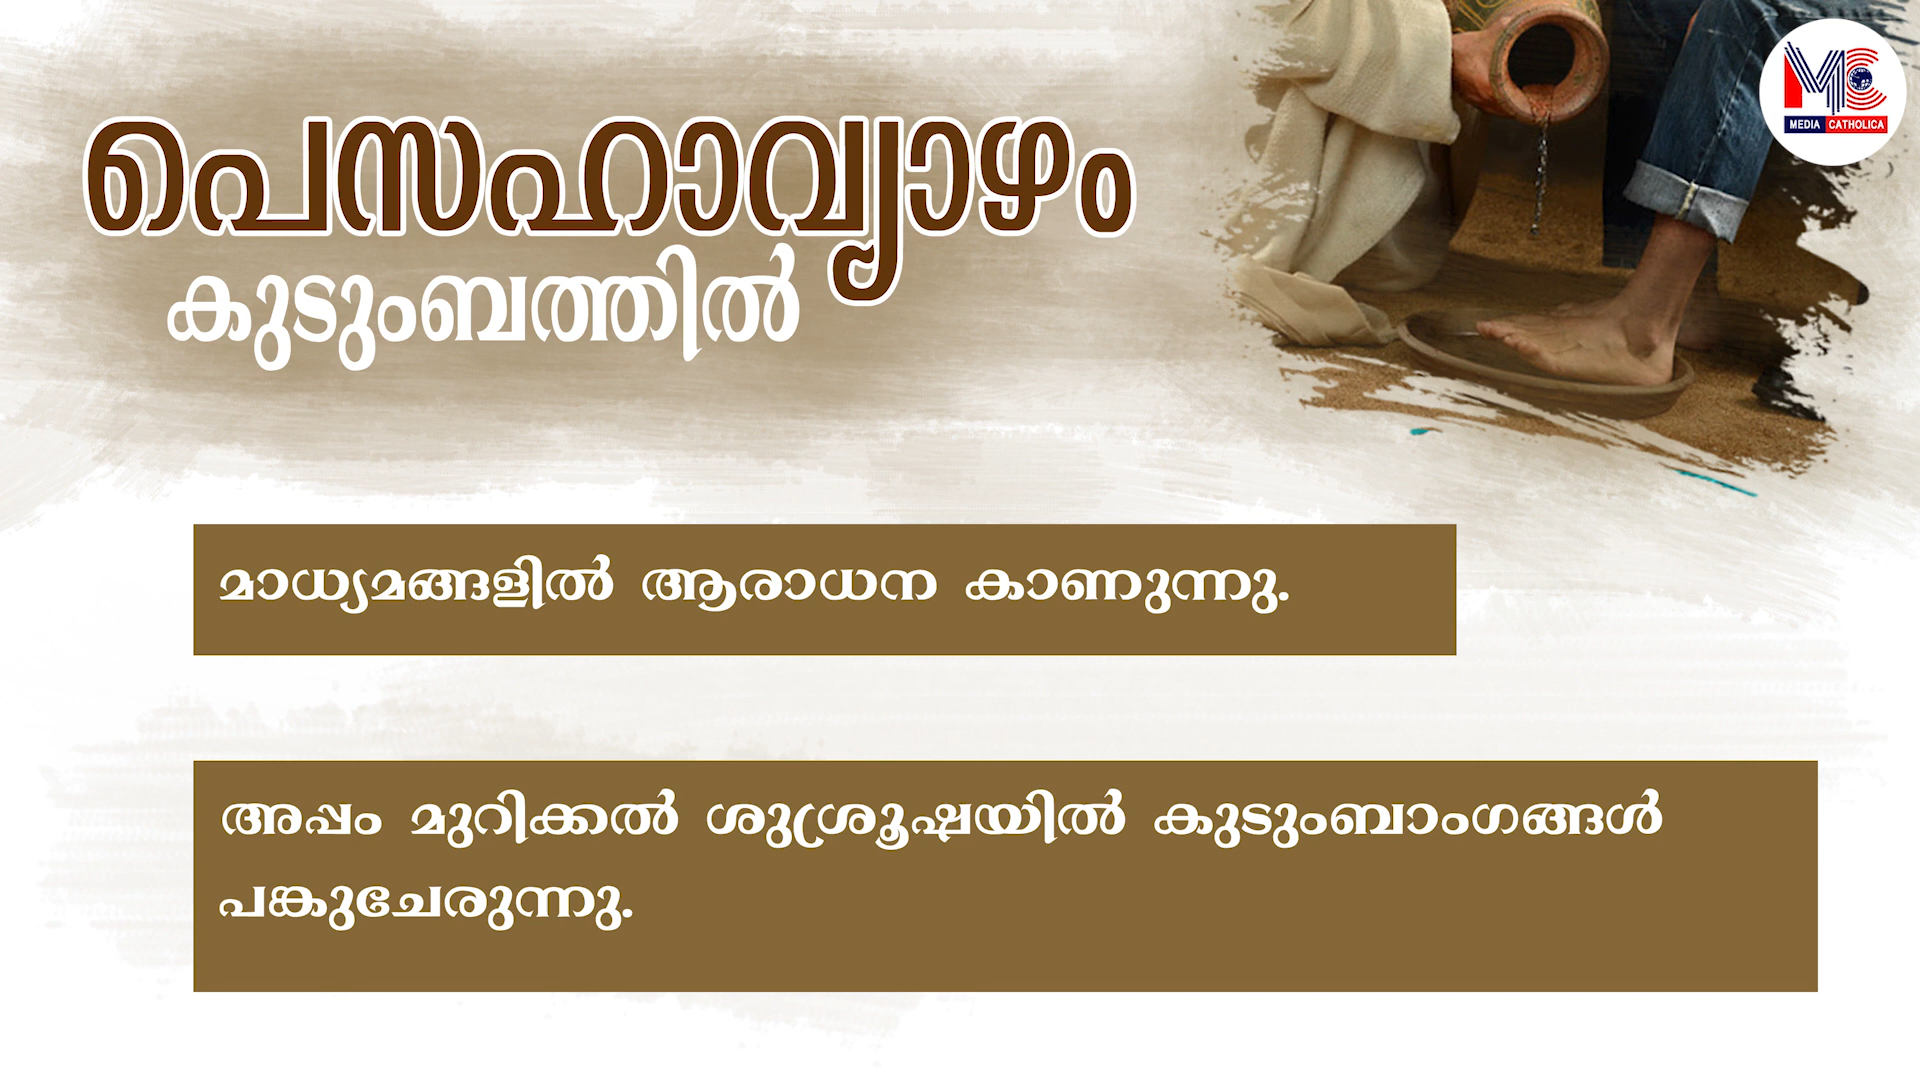 പെസഹാവ്യാഴം
കുടുംബത്തിൽ
MEDIA CATHOLICA
മാധ്യമങ്ങളിൽ ആരാധന കാണുന്നു.
അപ്പം മുറിക്കൽ ശുശ്രൂഷയിൽ കുടുംബാംഗങ്ങൾ
പങ്കുചേരുന്നു.